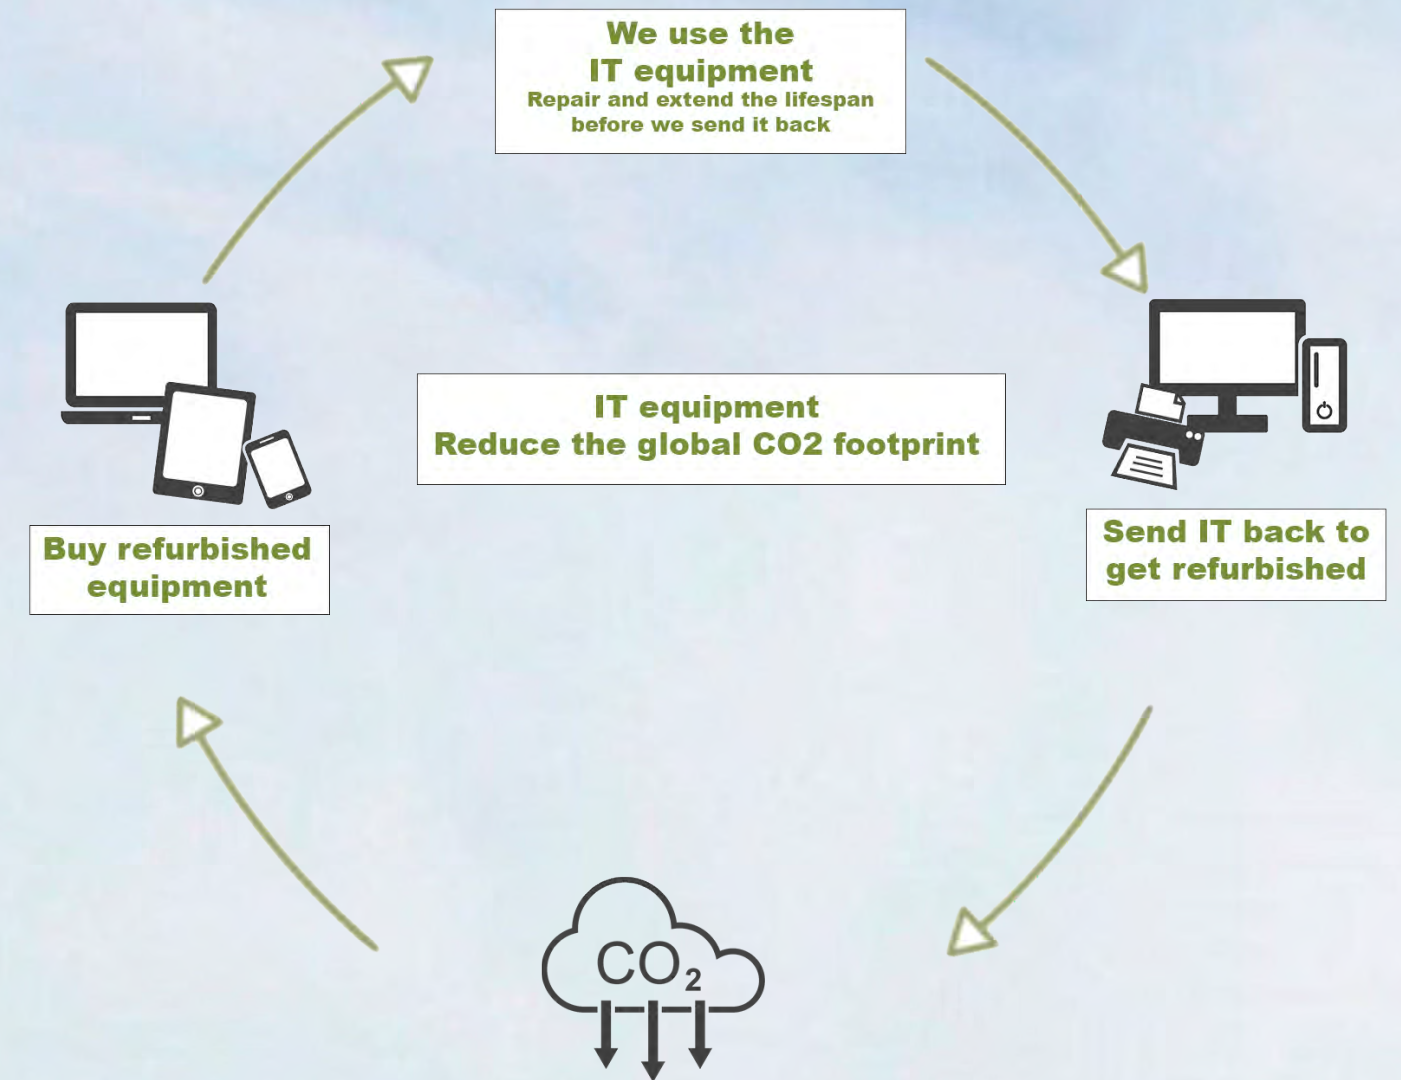 We use the
IT equipment
Repair and extend the lifespan
before we send it back
IT equipment
Reduce the global CO2 footprint
Buy refurbished
equipment
Send IT back to
get refurbished
CO₂